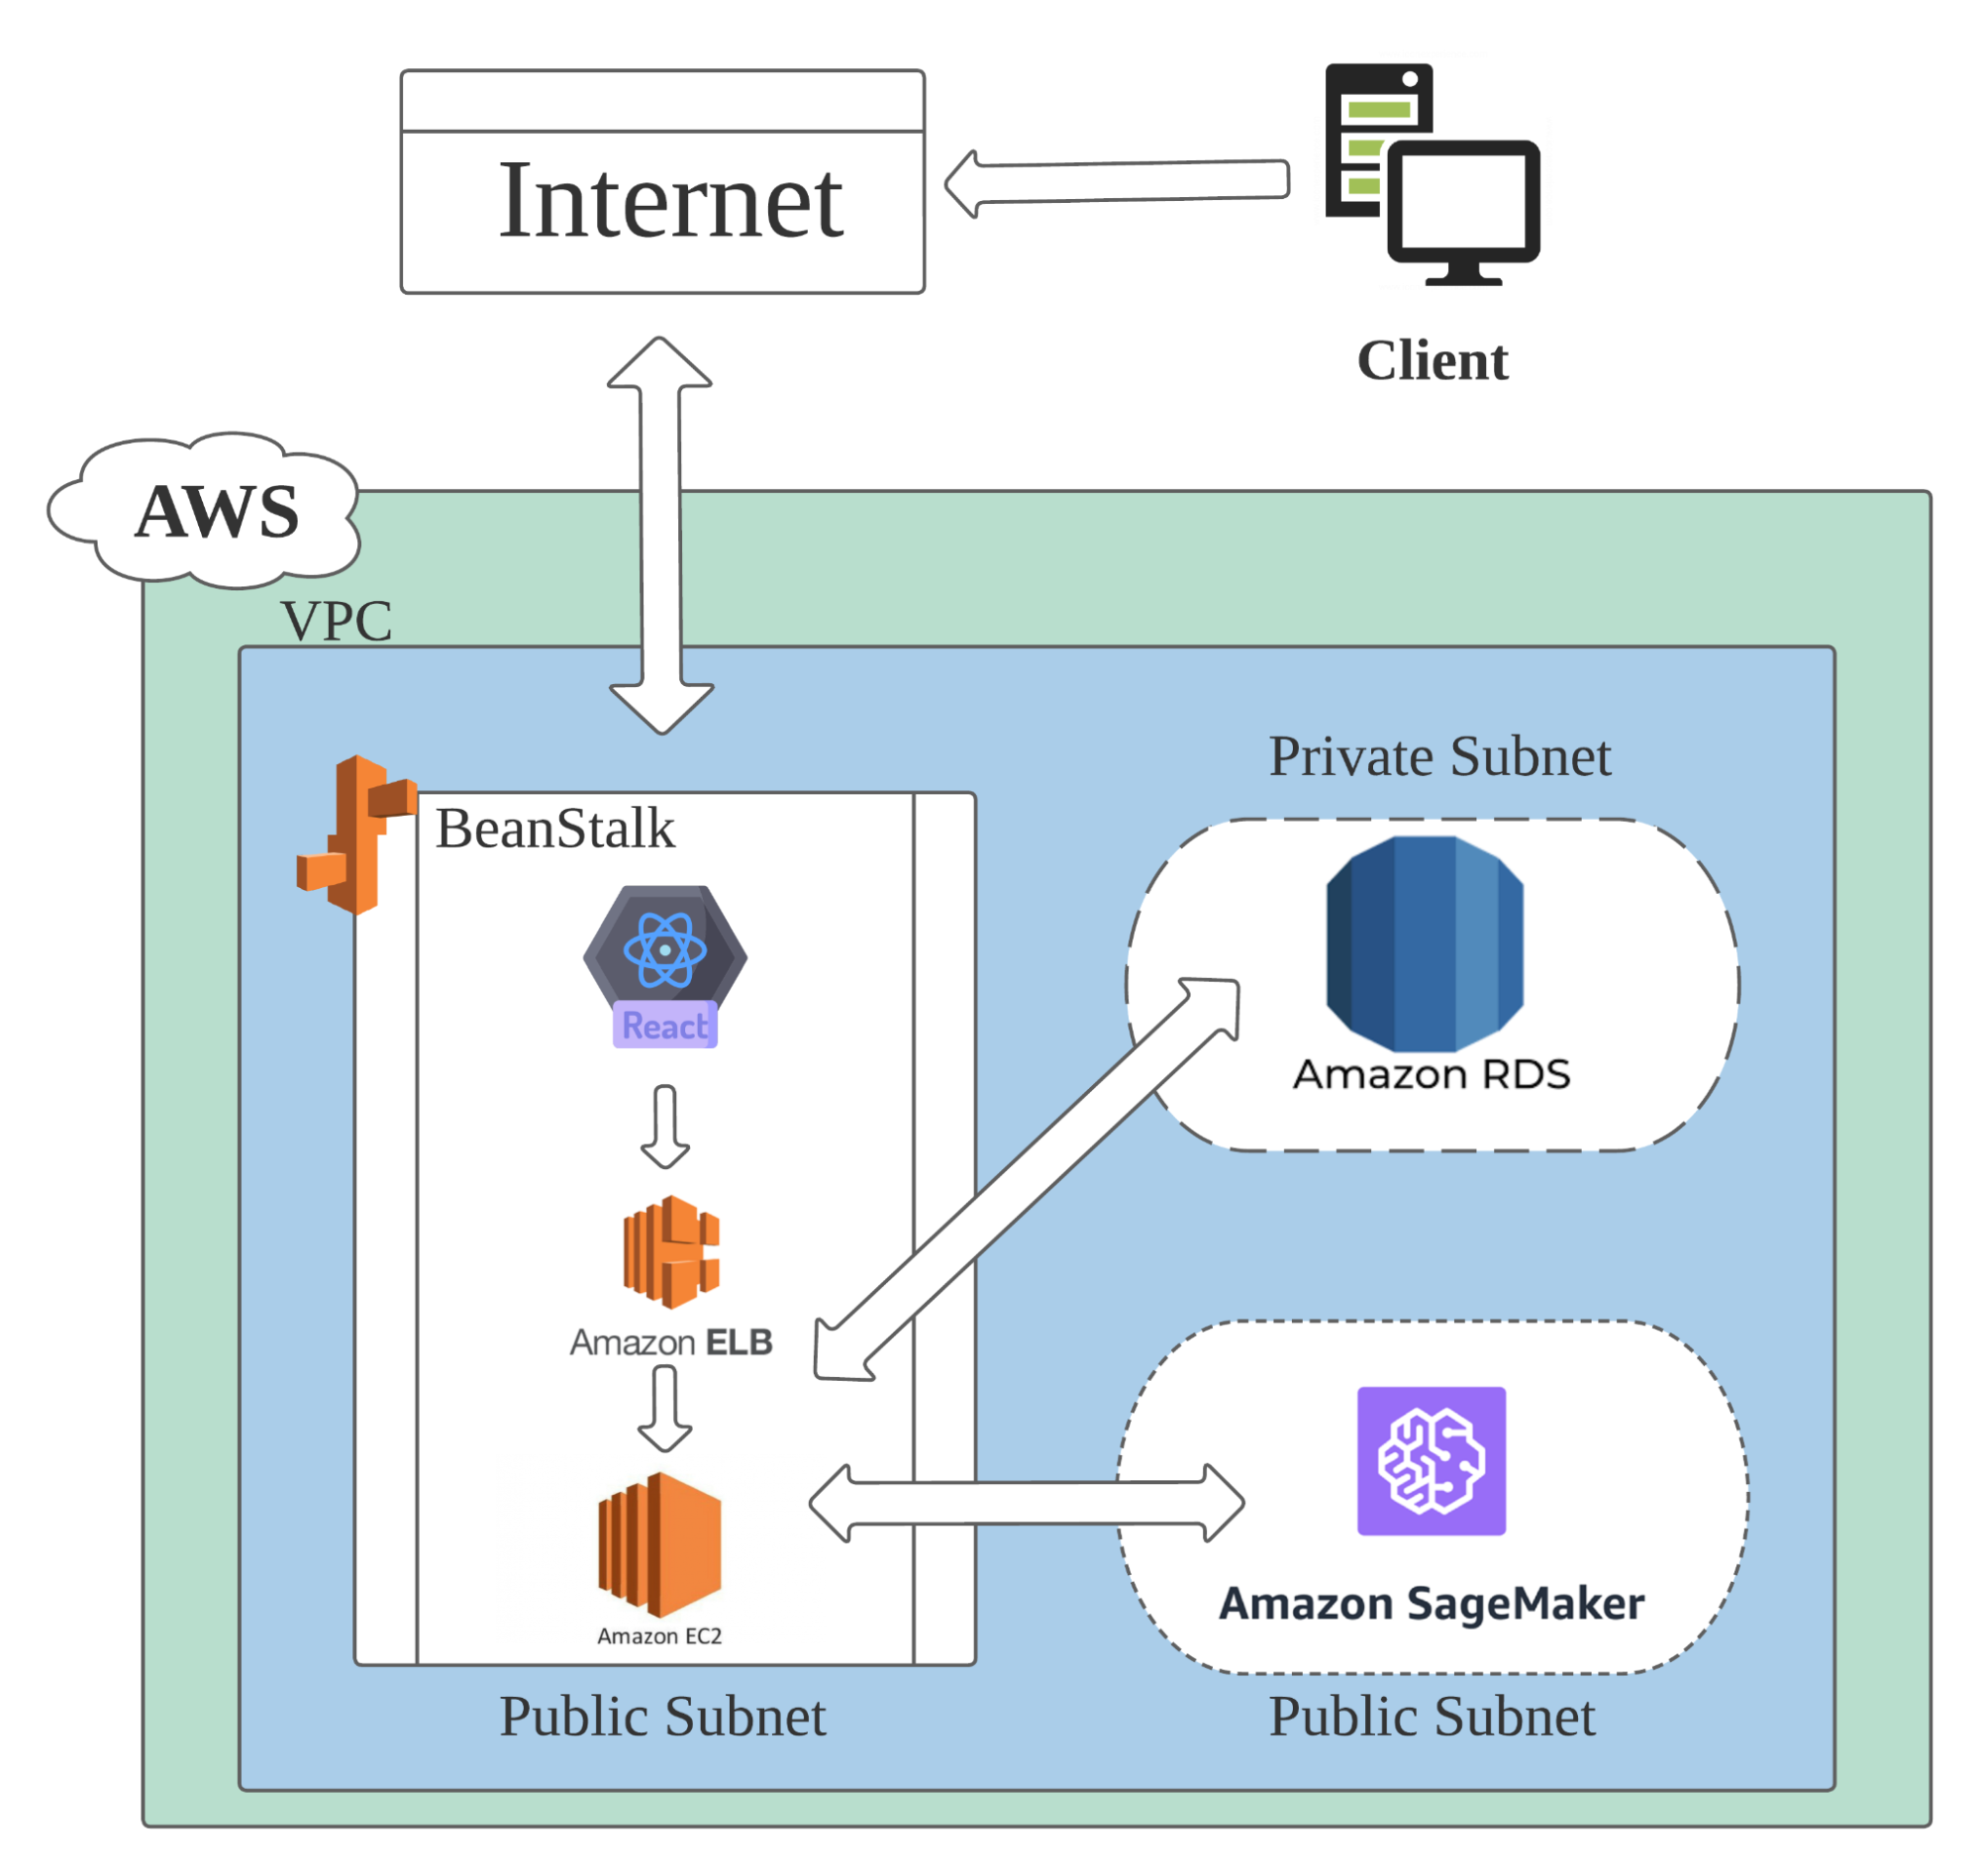 Internet
Client
AWS
VPC
Private Subnet
BeanStalk
React
Amazon RDS
Amazon ELB
Amazon EC2
Amazon SageMaker
Public Subnet
Public Subnet